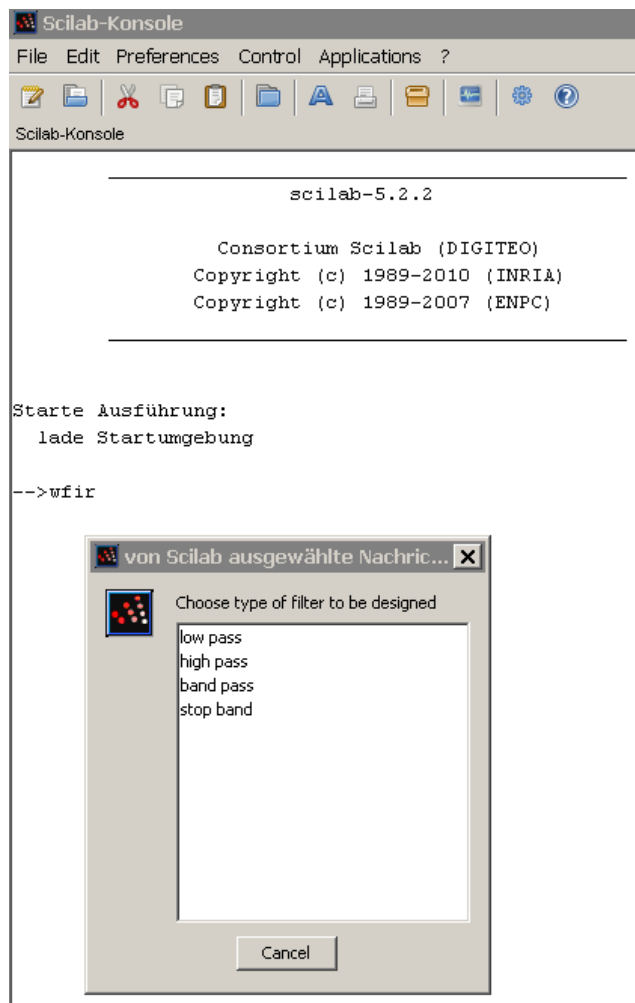 Scilab-Konsole
File Edit Preferences Control Applications ?
Scilab-Konsole
scilab-5.2.2
Consortium Scilab (DIGITEO)
Copyright (c) 1989-2010 (INRIA)
Copyright (c) 1989-2007 (ENPC)
Starte Ausführung:
lade Startumgebung
-->wfir
von Scilab ausgewählte Nachric...
Choose type of filter to be designed
low pass
high pass
band pass
stop band
Cancel